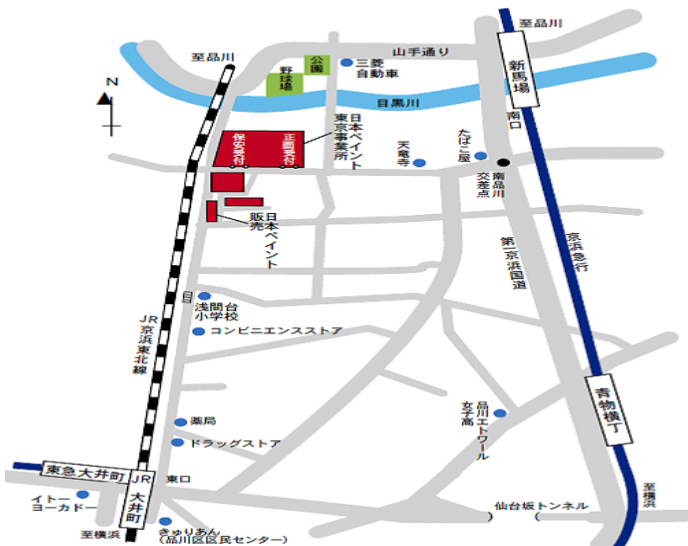 至品川
山手通り
至品川
公園
三菱
自動車
野球場
新馬場
N
目黒川
南口
日本ペイント
東京事業所
保安受付
正面受付
たばこ屋
天竜寺
南品川
交差点
日本ペイント
販売
第一京浜国道
京浜急行
浅間台
小学校
JR京浜東北線
コンビニエンスストア
品川エトワール
女子高
青物横丁
薬局
ドラッグストア
東急大井町
JR大井町
東口
イトー
ヨーカドー
至横浜
仙台坂トンネル
至横浜
きゅりあん
(品川区区民センター)